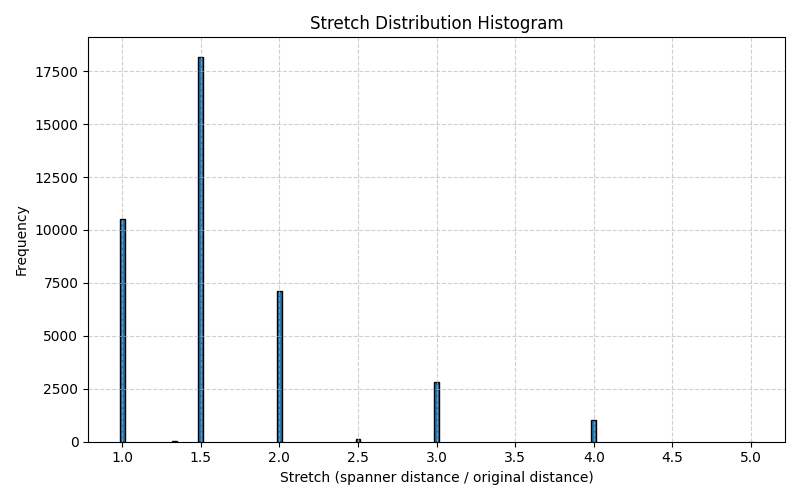 Stretch Distribution Histogram
Frequency
17500
15000
12500
10000
7500
5000
2500
0
1.0 1.5 2.0 2.5 3.0 3.5 4.0 4.5 5.0
Stretch (spanner distance / original distance)